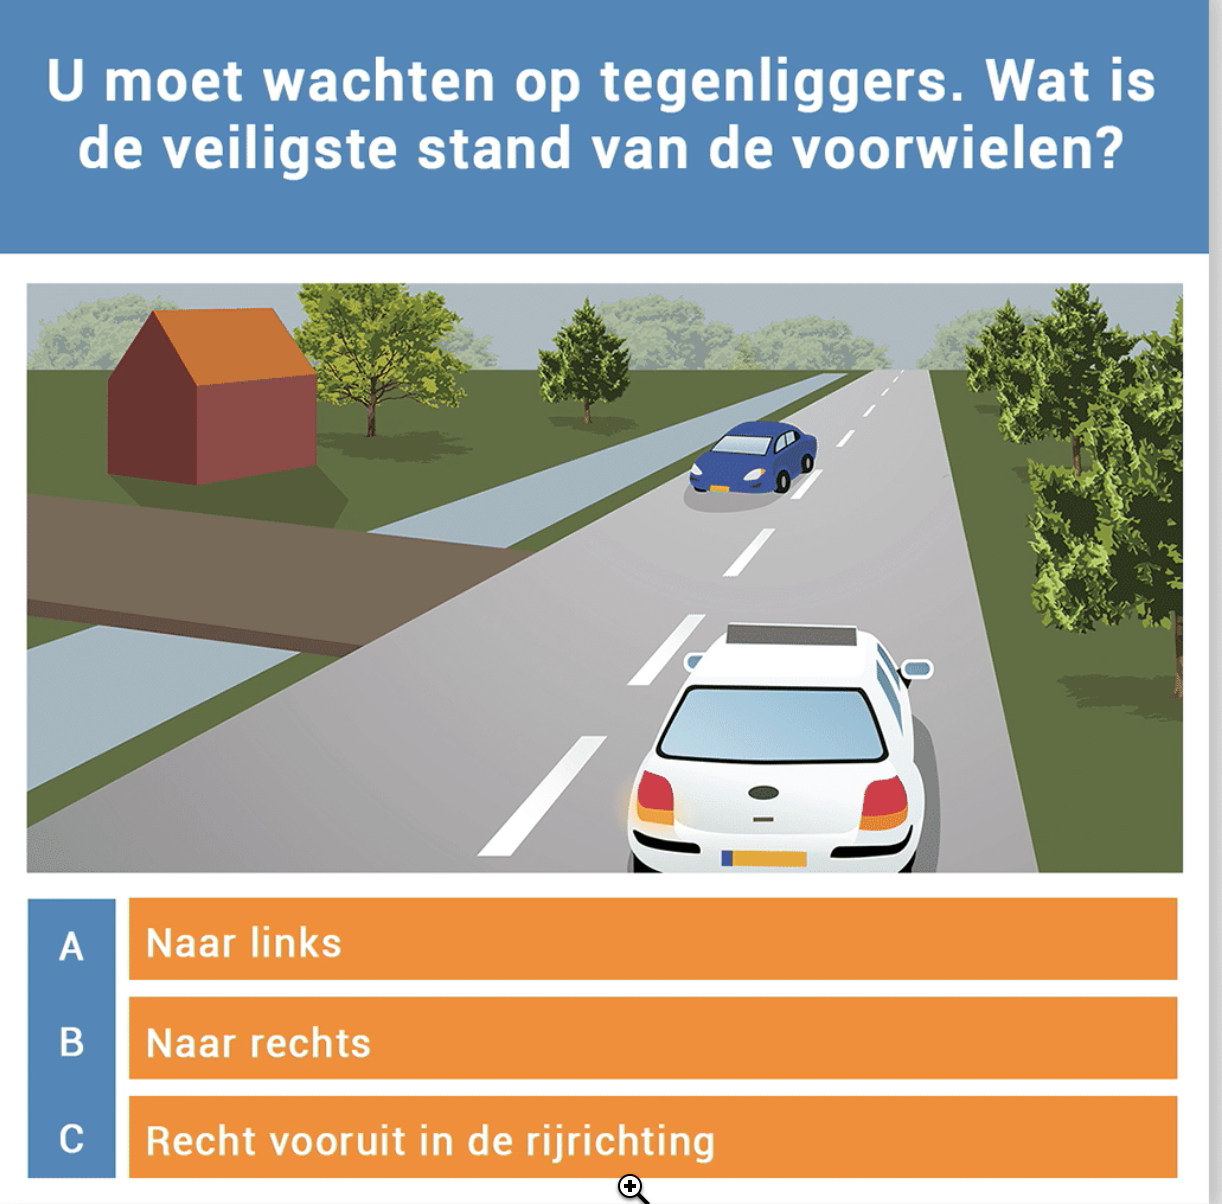 U moet wachten op tegenliggers. Wat is
de veiligste stand van de voorwielen?
A
Naar links
B
Naar rechts
C
Recht vooruit in de rijrichting